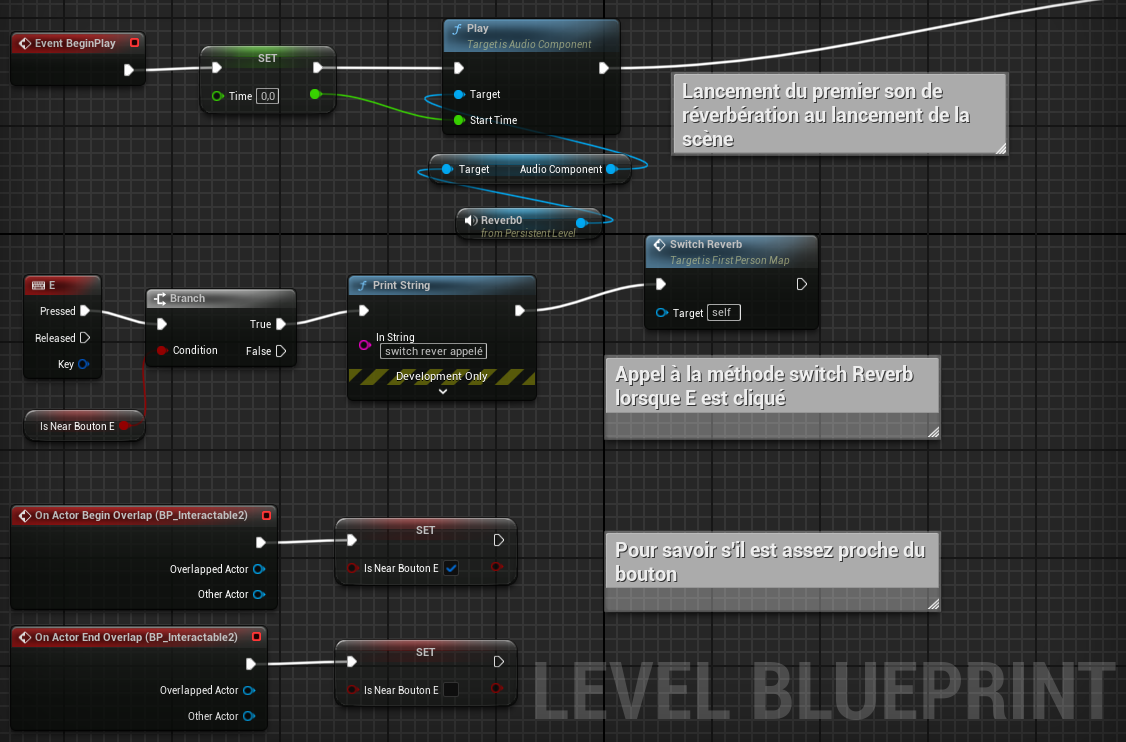 Event BeginPlay
SET
Time 0,0
Play
Target is Audio Component
Target
Start Time
Lancement du premier son de
réverbération au lancement de la
scène
Target Audio Component
Reverb0
from Persistent Level
Switch Reverb
Target is First Person Map
Target self
E
Pressed
Released
Key
Branch
True
Condition False
Print String
In String
switch rever appelé
Development Only
Is Near Bouton E
Appel à la méthode switch Reverb
lorsque E est cliqué
On Actor Begin Overlap (BP_Interactable2)
Overlapped Actor
Other Actor
SET
Is Near Bouton E
Pour savoir s'il est assez proche du
bouton
On Actor End Overlap (BP_Interactable2)
Overlapped Actor
Other Actor
SET
Is Near Bouton E
LEVEL BLUEPRINT